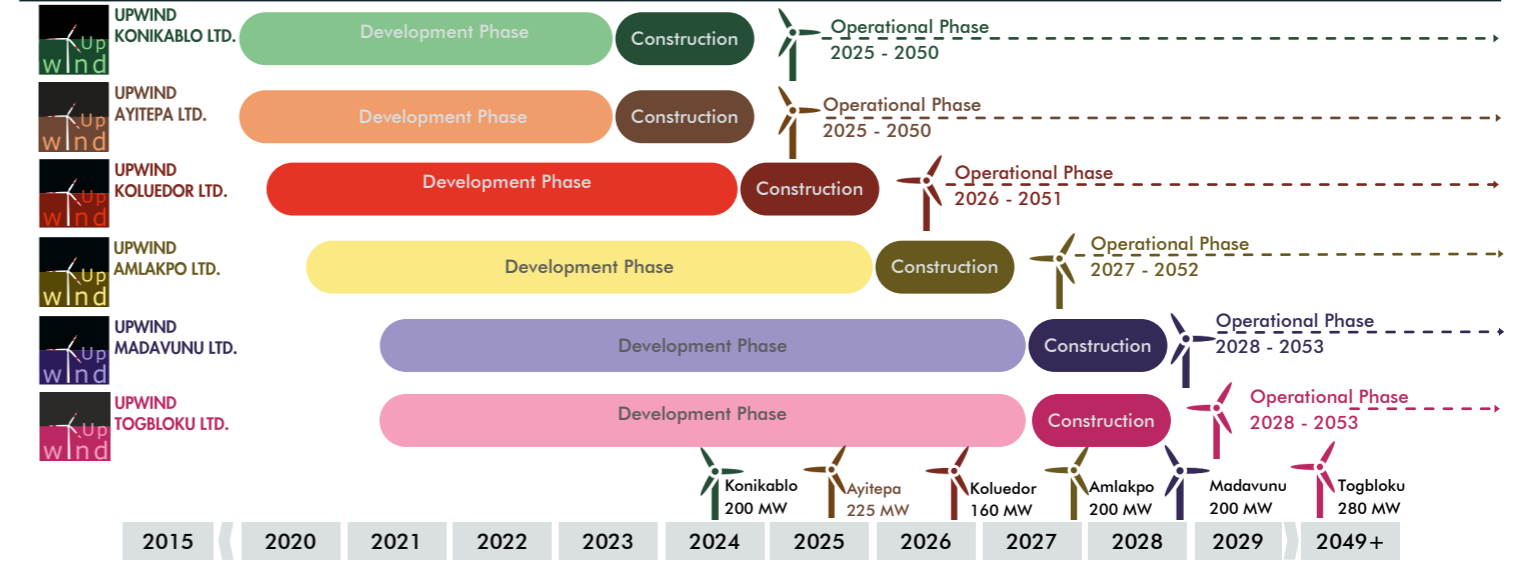 UPWIND
KONIKABLO LTD.
Up
wind
Development Phase
Construction
Operational Phase
2025 - 2050
UPWIND
AYITEPA LTD.
Up
wind
Development Phase
Construction
Operational Phase
2025 - 2050
UPWIND
KOLUEDOR LTD.
Up
wind
Development Phase
Construction
Operational Phase
2026 - 2051
UPWIND
AMLAKPO LTD.
Up
wind
Development Phase
Construction
Operational Phase
2027 - 2052
UPWIND
MADAVUNU LTD.
Up
wind
Development Phase
Construction
Operational Phase
2028 - 2053
UPWIND
TOGBLOKU LTD.
Up
wind
Development Phase
Construction
Operational Phase
2028 - 2053
Konikablo
200 MW
Ayitepa
225 MW
Koluedor
160 MW
Amlakpo
200 MW
Madavunu
200 MW
Togbloku
280 MW
2015 2020 2021 2022 2023 2024 2025 2026 2027 2028 2029 2049+